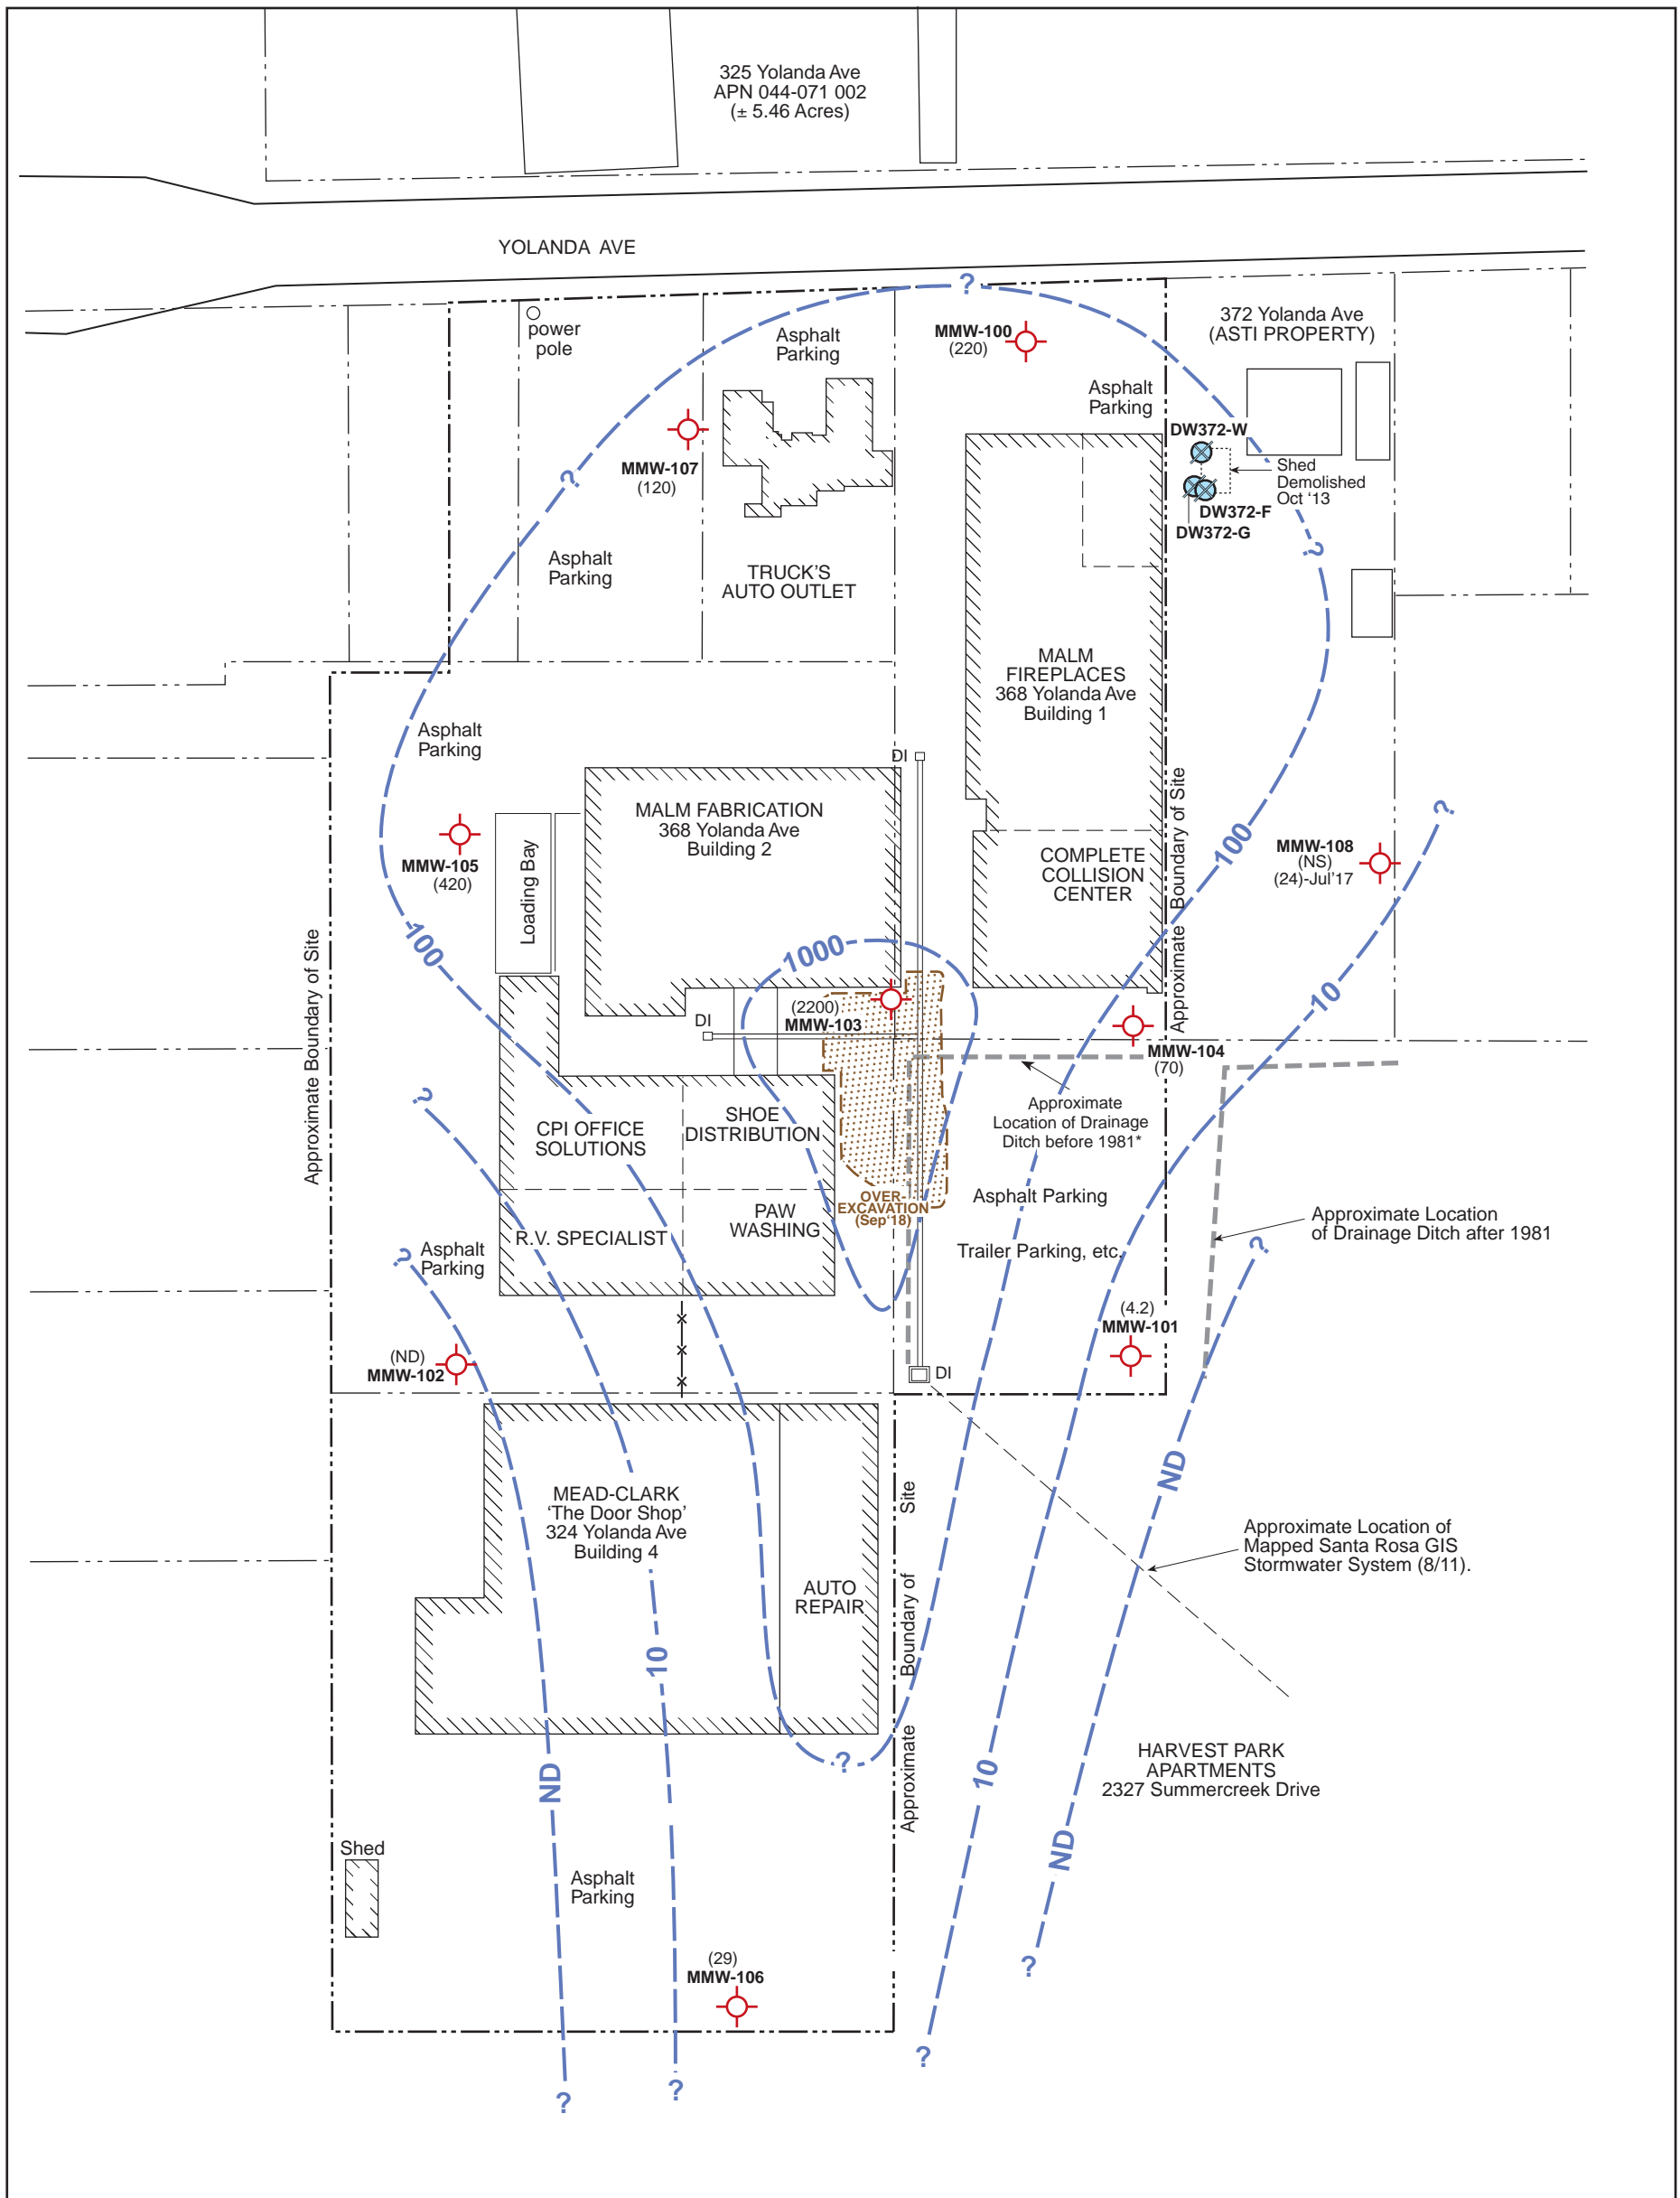 325 Yolanda Ave
APN 044-071 002
(± 5.46 Acres)
YOLANDA AVE
?
power
pole
Asphalt
Parking
MMW-100
(220)
372 Yolanda Ave
(ASTI PROPERTY)
Asphalt
Parking
DW372-W
Shed
Demolished
Oct ‘13
DW372-F
DW372-G
MMW-107
(120)
?
?
Asphalt
Parking
TRUCK'S
AUTO OUTLET
MALM
FIREPLACES
368 Yolanda Ave
Building 1
Asphalt
Parking
DI
MALM FABRICATION
368 Yolanda Ave
Building 2
Loading Bay
MMW-105
(420)
COMPLETE
COLLISION
CENTER
100
Approximate Boundary of Site
?
MMW-108
(NS)
(24)-Jul'17
100
1000
10
Approximate Boundary of Site
(2200)
MMW-103
DI
MMW-104
(70)
Approximate
Location of Drainage
Ditch before 1981*
?
CPI OFFICE
SOLUTIONS
SHOE
DISTRIBUTION
OVER-
EXCAVATION
(Sep‘18)
Asphalt Parking
PAW
WASHING
R.V. SPECIALIST
Trailer Parking, etc.
Approximate Location
of Drainage Ditch after 1981
?
?
Asphalt
Parking
(4.2)
MMW-101
(ND)
MMW-102
DI
MEAD-CLARK
‘The Door Shop’
324 Yolanda Ave
Building 4
AUTO
REPAIR
Approximate Boundary of Site
ND
Approximate Location of
Mapped Santa Rosa GIS
Stormwater System (8/11).
10
ND
?
10
HARVEST PARK
APARTMENTS
2327 Summercreek Drive
ND
Shed
Asphalt
Parking
(29)
MMW-106
?
?
?
?